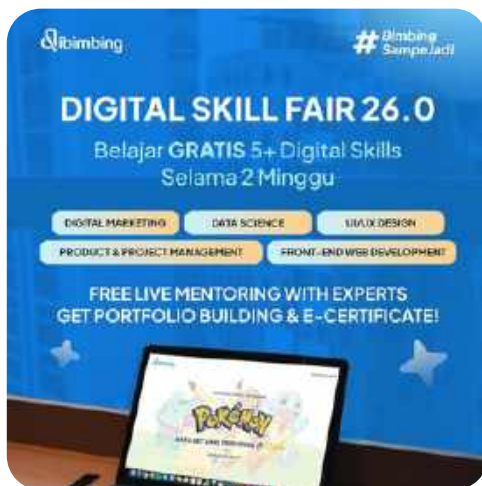 dibimbing
#Bimbing
SampeJadi
DIGITAL SKILL FAIR 26.0
Belajar GRATIS 5+ Digital Skills
Selama 2 Minggu
DIGITAL MARKETING
DATA SCIENCE
UI/UX DESIGN
PRODUCT & PROJECT MANAGEMENT
FRONT-END WEB DEVELOPMENT
FREE LIVE MENTORING WITH EXPERTS
GET PORTFOLIO BUILDING & E-CERTIFICATE!
POKéMON